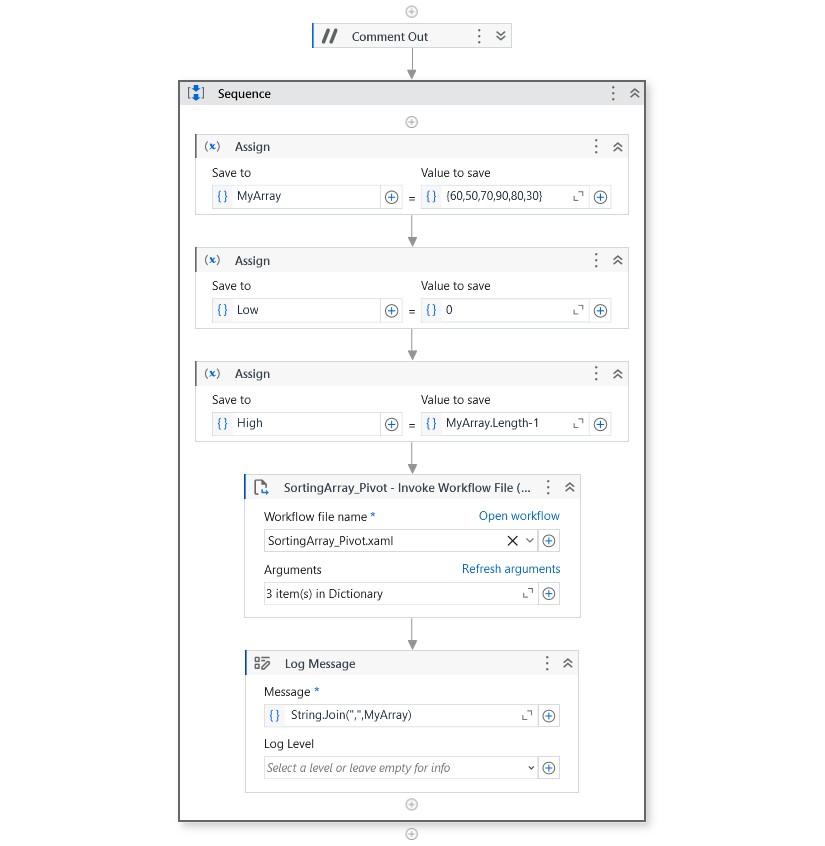 Comment Out
Sequence
Assign
Save to Value to save
MyArray = {60,50,70,90,80,30}
Assign
Save to Value to save
Low = 0
Assign
Save to Value to save
High = MyArray.Length-1
SortingArray_Pivot - Invoke Workflow File (...
Workflow file name * Open workflow
SortingArray_Pivot.xaml
Arguments Refresh arguments
3 item(s) in Dictionary
Log Message
Message *
String.Join(",",MyArray)
Log Level
Select a level or leave empty for info